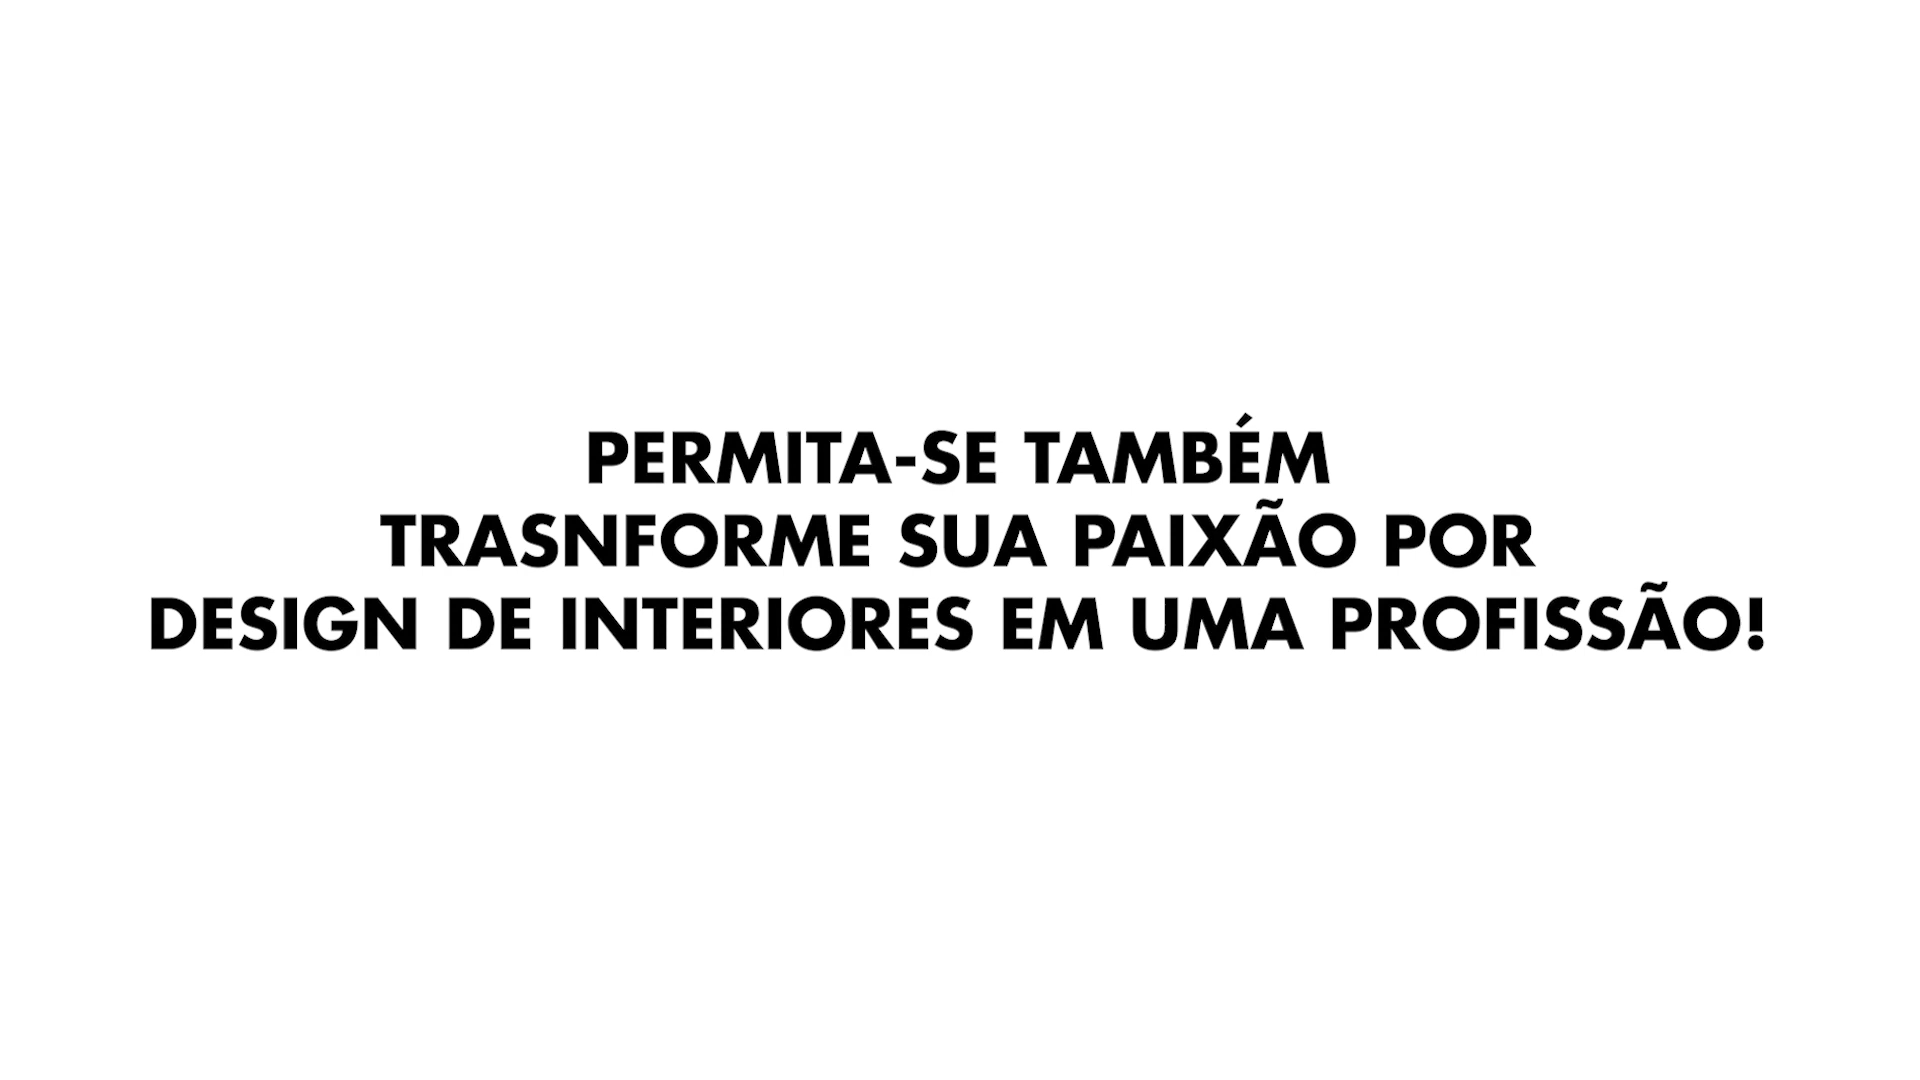 PERMITA-SE TAMBÉM
TRASNFORME SUA PAIXÃO POR
DESIGN DE INTERIORES EM UMA PROFISSÃO!